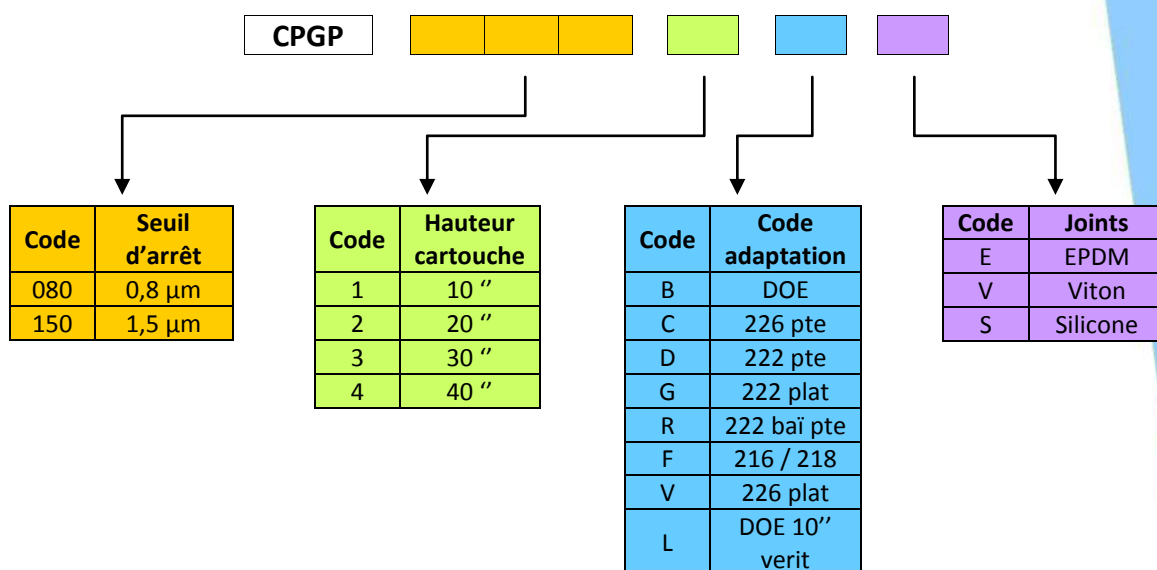 CPGP
Code Seuil d'arrêt
080 0,8 µm
150 1,5 µm
Code Hauteur cartouche
1 10 ‘’
2 20 ‘’
3 30 ‘’
4 40 ‘’
Code Code adaptation
B DOE
C 226 pte
D 222 pte
G 222 plat
R 222 baï pte
F 216 / 218
V 226 plat
L DOE 10’’ verit
Code Joints
E EPDM
V Viton
S Silicone